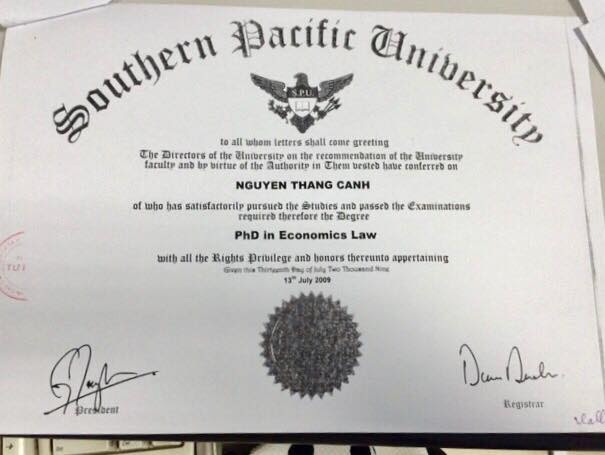 Southern Pacific University
S.P.U.
to all whom letters shall come greeting
The Directors of the University on the recommendation of the University
faculty and by virtue of the Authority in Them vested have conferred on
NGUYEN THANG CANH
of who has satisfactorily pursued the Studies and passed the Examinations
required therefore the Degree
PhD in Economics Law
with all the Rights Privilege and honors thereunto appertaining
Given this Thirteenth Day of July Two Thousand Nine
13th July 2009
President
Registrar